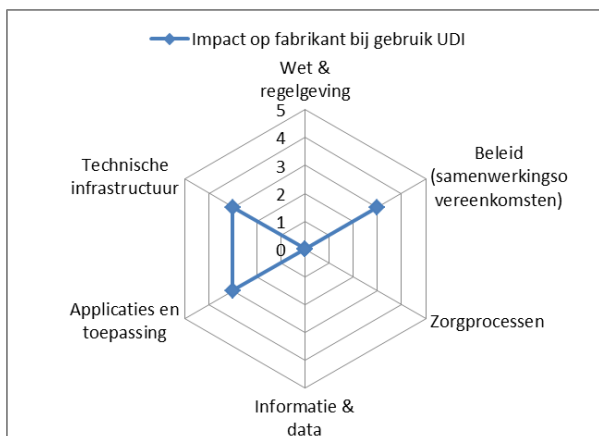 Impact op fabrikant bij gebruik UDI
Wet &
regelgeving
5
4
3
2
1
0
Beleid
(samenwerkingso
vereenkomsten)
Zorgprocessen
Informatie &
data
Applicaties en
toepassing
Technische
infrastructuur